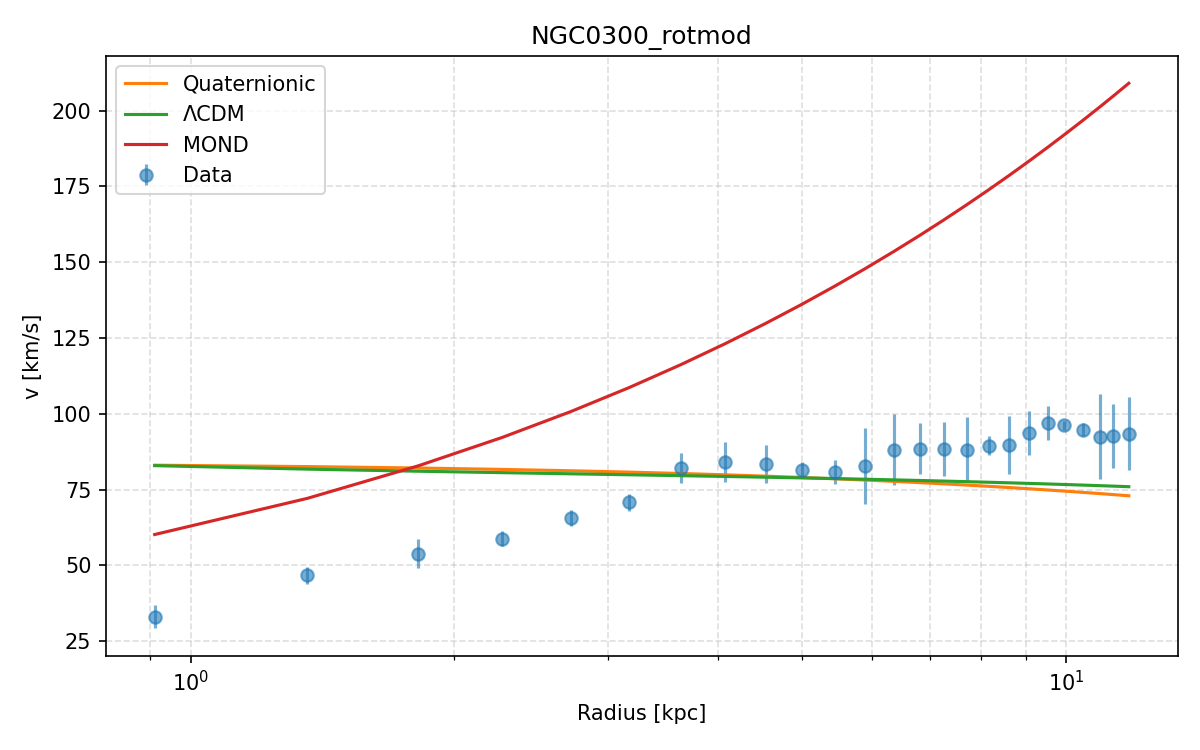 NGC0300_rotmod
Quaternionic
ΛCDM
MOND
Data
200
175
150
125
100
75
50
25
v [km/s]
10⁰
10¹
Radius [kpc]